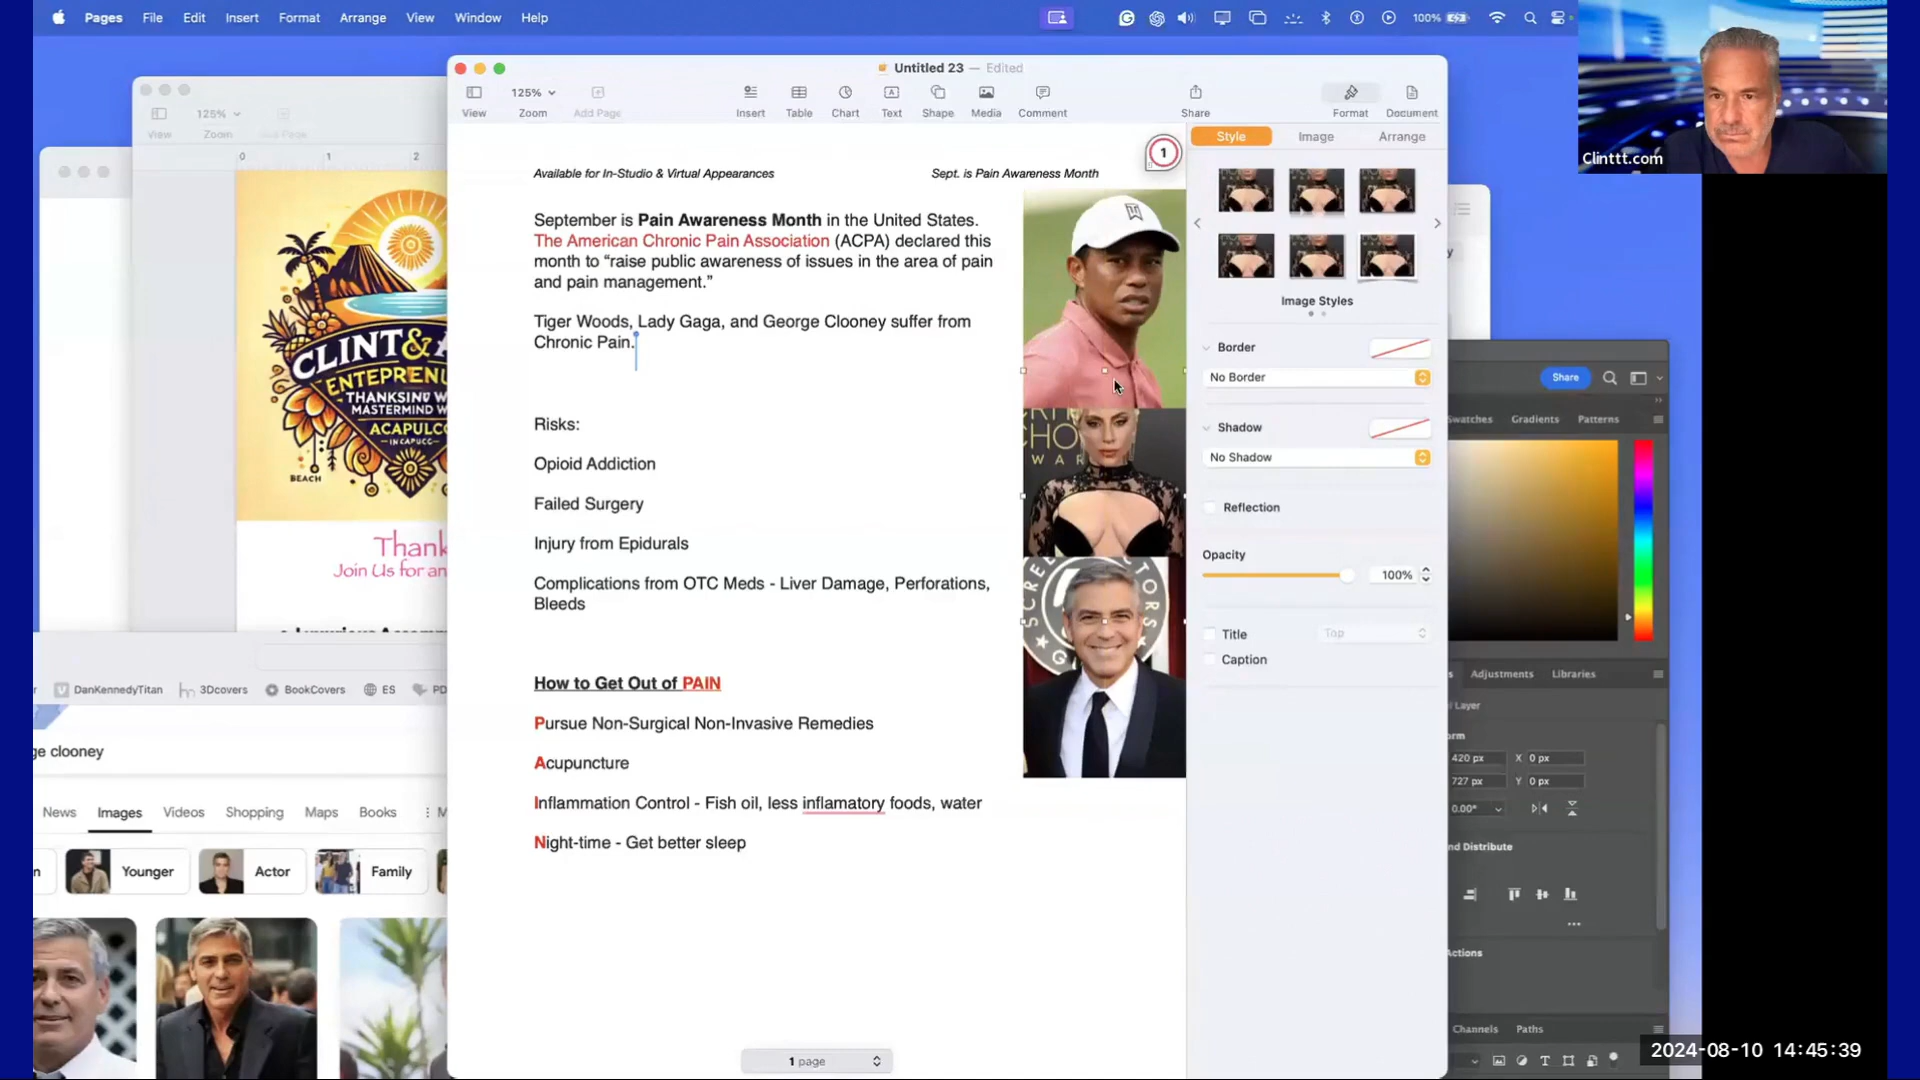 Pages File Edit Insert Format Arrange View Window Help
100%
Clinttt.com
Untitled 23 — Edited
125%
View Zoom Add Page Insert Table Chart Text Shape Media Comment Share Format Document
125%
View Zoom
0 1 2
CLINT &
ACAPULCO
BEACH
Thank
Join Us for an
1
Available for In-Studio & Virtual Appearances Sept. is Pain Awareness Month
September is Pain Awareness Month in the United States.
The American Chronic Pain Association (ACPA) declared this
month to “raise public awareness of issues in the area of pain
and pain management.”
Tiger Woods, Lady Gaga, and George Clooney suffer from
Chronic Pain.
Risks:
Opioid Addiction
Failed Surgery
Injury from Epidurals
Complications from OTC Meds - Liver Damage, Perforations,
Bleeds
How to Get Out of PAIN
Pursue Non-Surgical Non-Invasive Remedies
Acupuncture
Inflammation Control - Fish oil, less inflamatory foods, water
Night-time - Get better sleep
1 page
Style Image Arrange
Image Styles
Border
No Border
Shadow
No Shadow
Reflection
Opacity
100%
Title Top
Caption
Share
Swatches Gradients Patterns
Adjustments Libraries
420 px X 0 px
727 px Y 0 px
0.00°
nd Distribute
Channels Paths
DanKennedyTitan 3Dcovers BookCovers ES PD
ge clooney
News Images Videos Shopping Maps Books
Younger Actor Family
2024-08-10 14:45:39